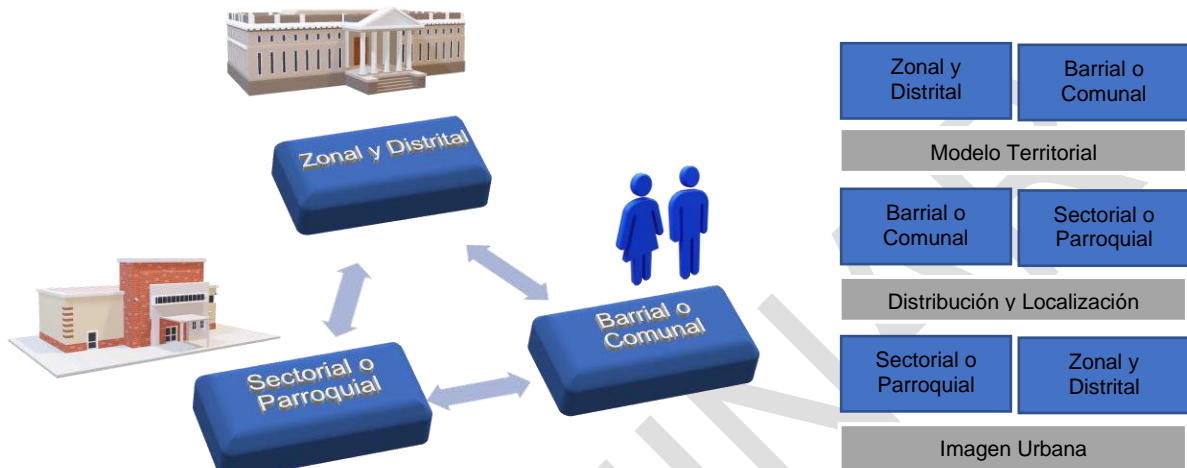 Zonal y Distrital
Barrial o
Comunal
Sectorial o
Parroquial
Zonal y
Distrital
Barrial o
Comunal
Modelo Territorial
Barrial o
Comunal
Sectorial o
Parroquial
Distribución y Localización
Sectorial o
Parroquial
Zonal y
Distrital
Imagen Urbana